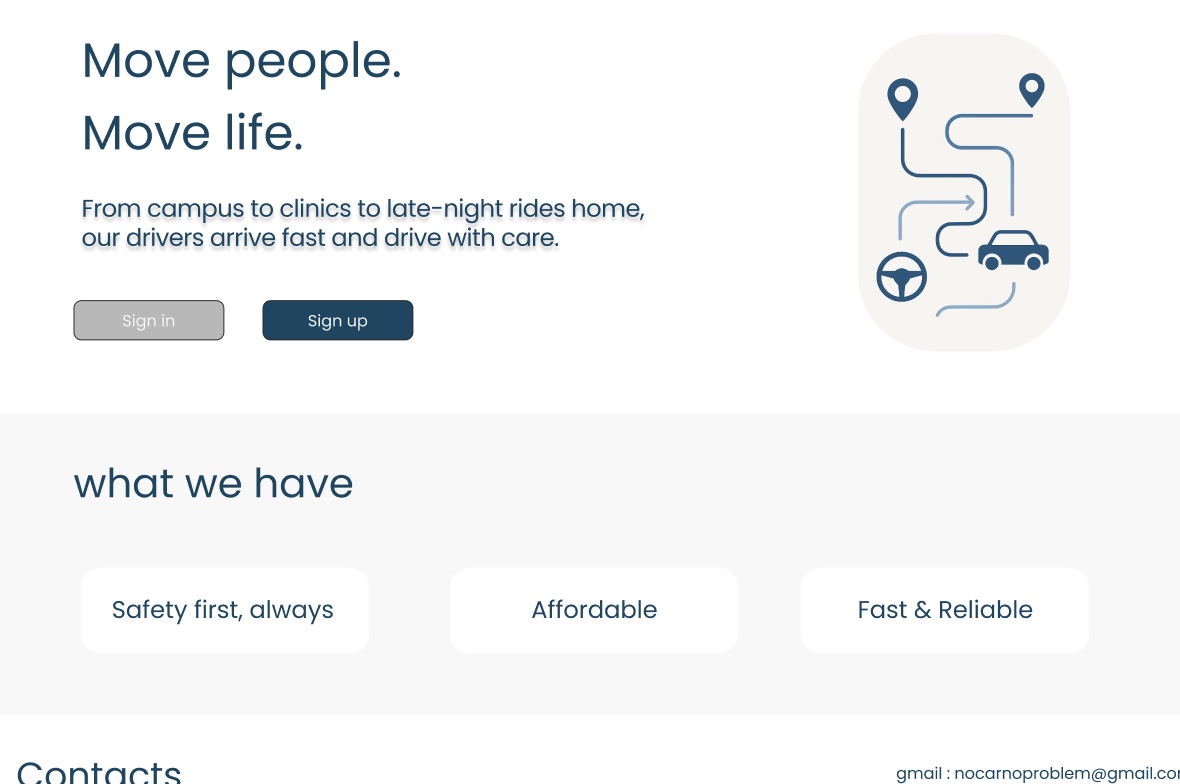 Move people.
Move life.
From campus to clinics to late-night rides home,
our drivers arrive fast and drive with care.
Sign in
Sign up
what we have
Safety first, always
Affordable
Fast & Reliable
Contacts
gmail : nocarnoproblem@gmail.co